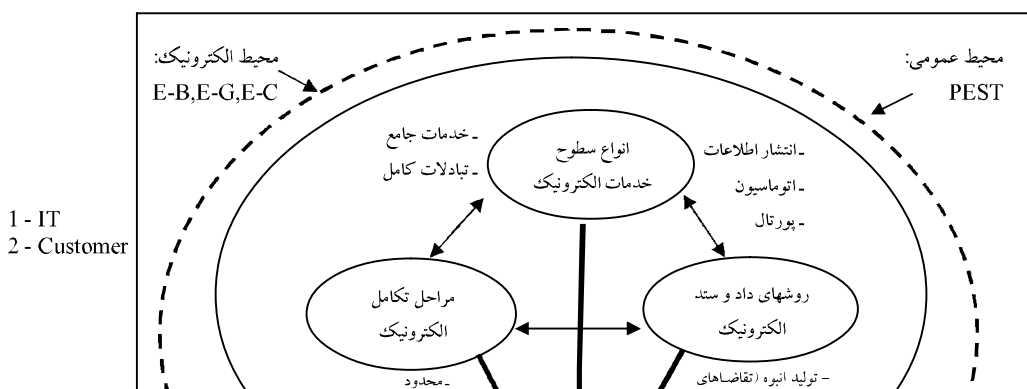 محیط عمومی:
PEST
محیط الکترونیک:
E-B,E-G,E-C
انواع سطوح
خدمات الکترونیک
ـ انتشار اطلاعات
ـ اتوماسیون
ـ پورتال
ـ خدمات جامع
ـ تبادلات کامل
1 - IT
2 - Customer
روشهای داد و ستد
الکترونیک
مراحل تکامل
الکترونیک
- تولید انبوه (تقاضاهای
ـ محدود